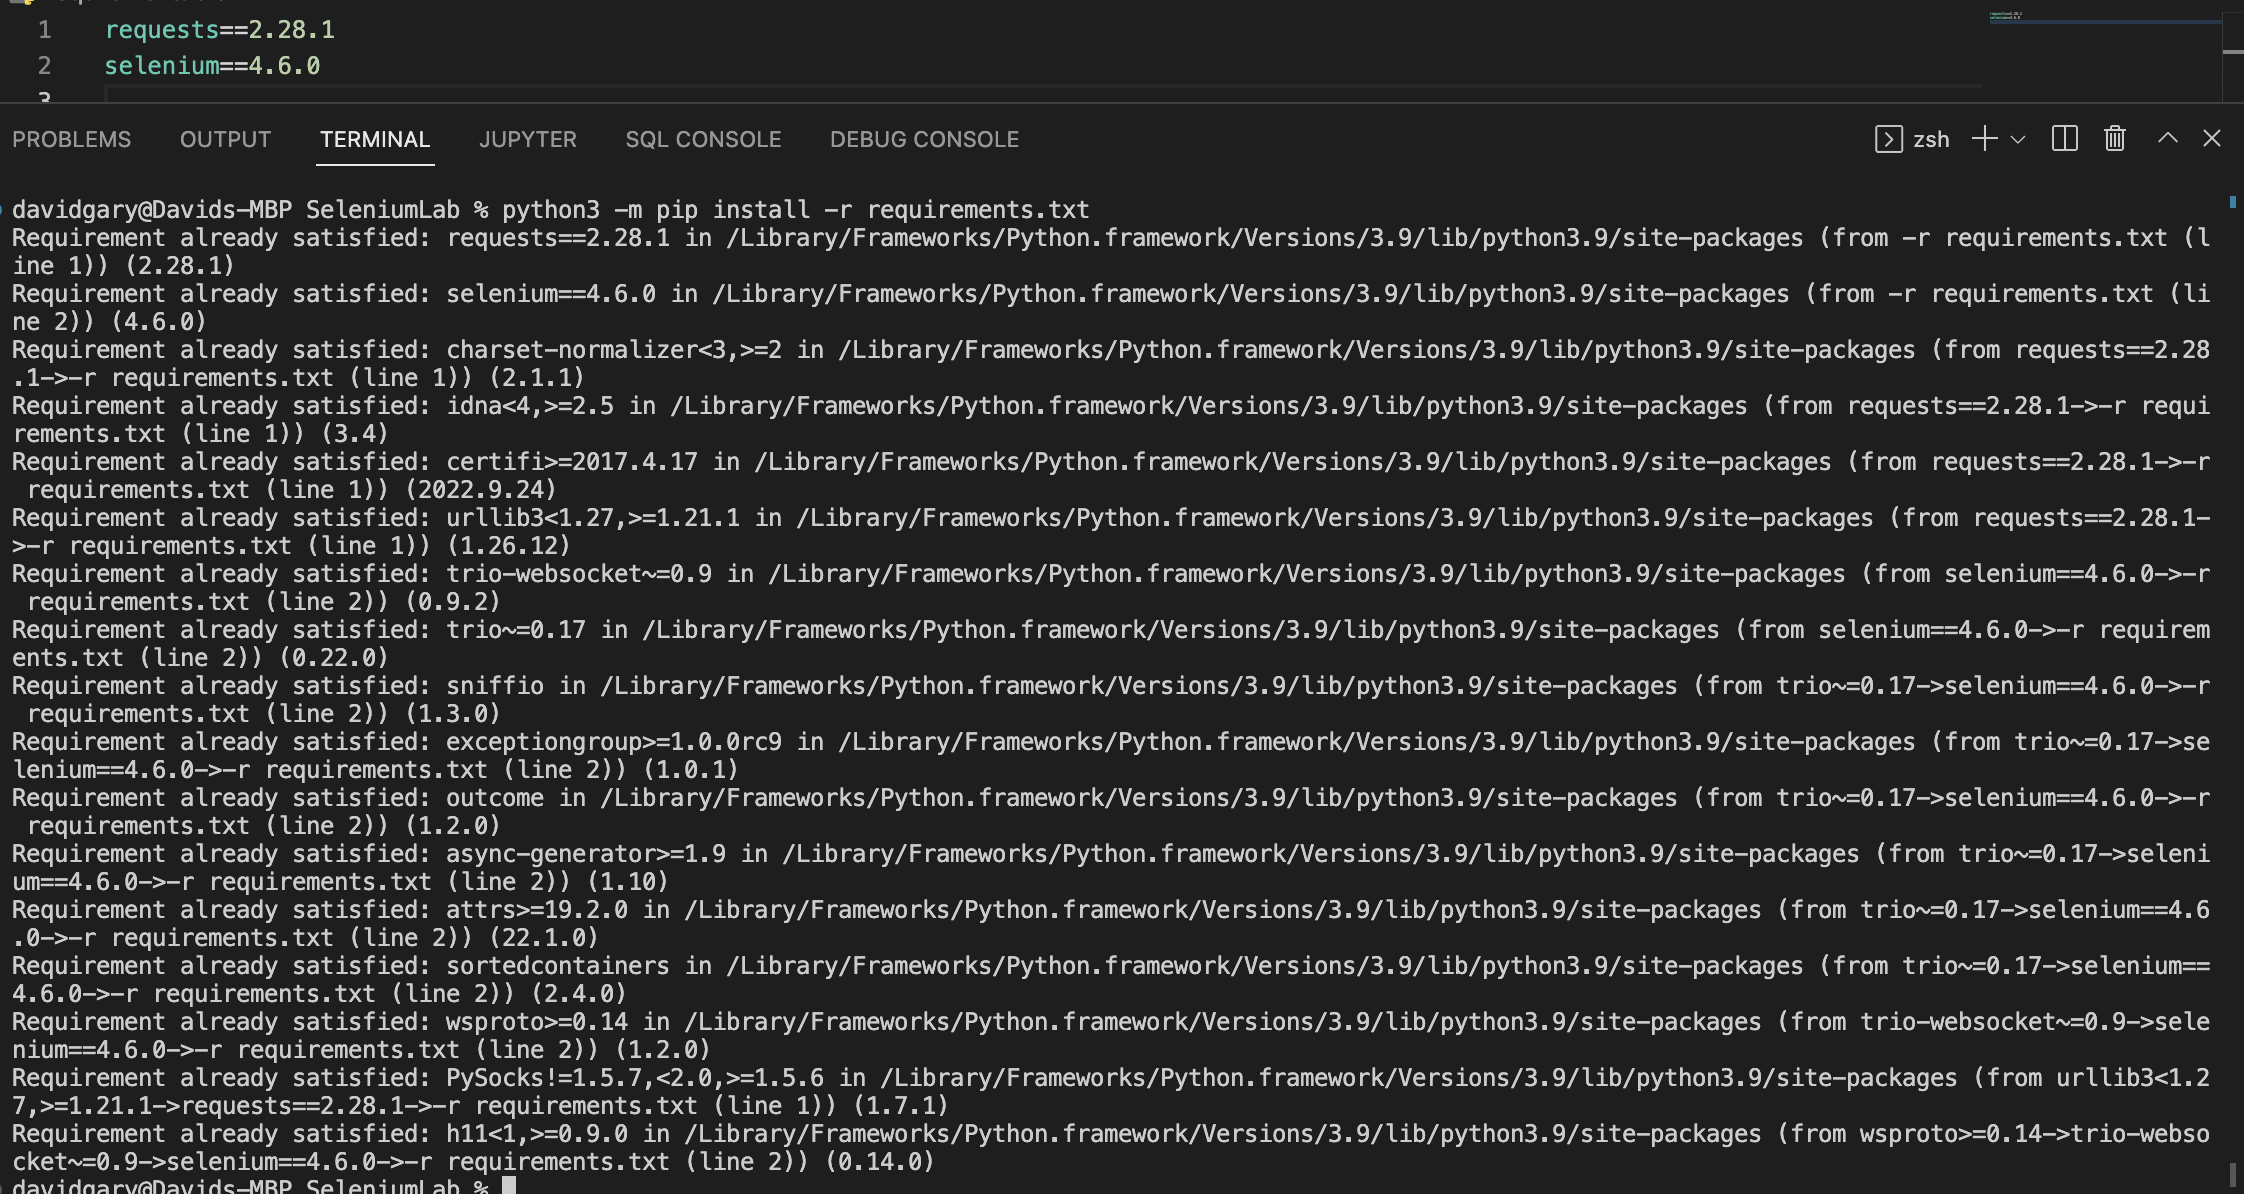 1 requests==2.28.1
2 selenium==4.6.0
3
PROBLEMS OUTPUT TERMINAL JUPYTER SQL CONSOLE DEBUG CONSOLE zsh
davidgary@Davids-MBP SeleniumLab % python3 -m pip install -r requirements.txt
Requirement already satisfied: requests==2.28.1 in /Library/Frameworks/Python.framework/Versions/3.9/lib/python3.9/site-packages (from -r requirements.txt (l
ine 1)) (2.28.1)
Requirement already satisfied: selenium==4.6.0 in /Library/Frameworks/Python.framework/Versions/3.9/lib/python3.9/site-packages (from -r requirements.txt (li
ne 2)) (4.6.0)
Requirement already satisfied: charset-normalizer<3,>=2 in /Library/Frameworks/Python.framework/Versions/3.9/lib/python3.9/site-packages (from requests==2.28
.1->-r requirements.txt (line 1)) (2.1.1)
Requirement already satisfied: idna<4,>=2.5 in /Library/Frameworks/Python.framework/Versions/3.9/lib/python3.9/site-packages (from requests==2.28.1->-r requi
rements.txt (line 1)) (3.4)
Requirement already satisfied: certifi>=2017.4.17 in /Library/Frameworks/Python.framework/Versions/3.9/lib/python3.9/site-packages (from requests==2.28.1->-r
 requirements.txt (line 1)) (2022.9.24)
Requirement already satisfied: urllib3<1.27,>=1.21.1 in /Library/Frameworks/Python.framework/Versions/3.9/lib/python3.9/site-packages (from requests==2.28.1-
>-r requirements.txt (line 1)) (1.26.12)
Requirement already satisfied: trio-websocket~=0.9 in /Library/Frameworks/Python.framework/Versions/3.9/lib/python3.9/site-packages (from selenium==4.6.0->-r
 requirements.txt (line 2)) (0.9.2)
Requirement already satisfied: trio~=0.17 in /Library/Frameworks/Python.framework/Versions/3.9/lib/python3.9/site-packages (from selenium==4.6.0->-r requirem
ents.txt (line 2)) (0.22.0)
Requirement already satisfied: sniffio in /Library/Frameworks/Python.framework/Versions/3.9/lib/python3.9/site-packages (from trio~=0.17->selenium==4.6.0->-r
 requirements.txt (line 2)) (1.3.0)
Requirement already satisfied: exceptiongroup>=1.0.0rc9 in /Library/Frameworks/Python.framework/Versions/3.9/lib/python3.9/site-packages (from trio~=0.17->se
lenium==4.6.0->-r requirements.txt (line 2)) (1.0.1)
Requirement already satisfied: outcome in /Library/Frameworks/Python.framework/Versions/3.9/lib/python3.9/site-packages (from trio~=0.17->selenium==4.6.0->-r
 requirements.txt (line 2)) (1.2.0)
Requirement already satisfied: async-generator>=1.9 in /Library/Frameworks/Python.framework/Versions/3.9/lib/python3.9/site-packages (from trio~=0.17->seleni
um==4.6.0->-r requirements.txt (line 2)) (1.10)
Requirement already satisfied: attrs>=19.2.0 in /Library/Frameworks/Python.framework/Versions/3.9/lib/python3.9/site-packages (from trio~=0.17->selenium==4.6
.0->-r requirements.txt (line 2)) (22.1.0)
Requirement already satisfied: sortedcontainers in /Library/Frameworks/Python.framework/Versions/3.9/lib/python3.9/site-packages (from trio~=0.17->selenium==
4.6.0->-r requirements.txt (line 2)) (2.4.0)
Requirement already satisfied: wsproto>=0.14 in /Library/Frameworks/Python.framework/Versions/3.9/lib/python3.9/site-packages (from trio-websocket~=0.9->sele
nium==4.6.0->-r requirements.txt (line 2)) (1.2.0)
Requirement already satisfied: PySocks!=1.5.7,<2.0,>=1.5.6 in /Library/Frameworks/Python.framework/Versions/3.9/lib/python3.9/site-packages (from urllib3<1.2
7,>=1.21.1->requests==2.28.1->-r requirements.txt (line 1)) (1.7.1)
Requirement already satisfied: h11<1,>=0.9.0 in /Library/Frameworks/Python.framework/Versions/3.9/lib/python3.9/site-packages (from wsproto>=0.14->trio-webso
cket~=0.9->selenium==4.6.0->-r requirements.txt (line 2)) (0.14.0)
davidgary@Davids-MBP SeleniumLab %